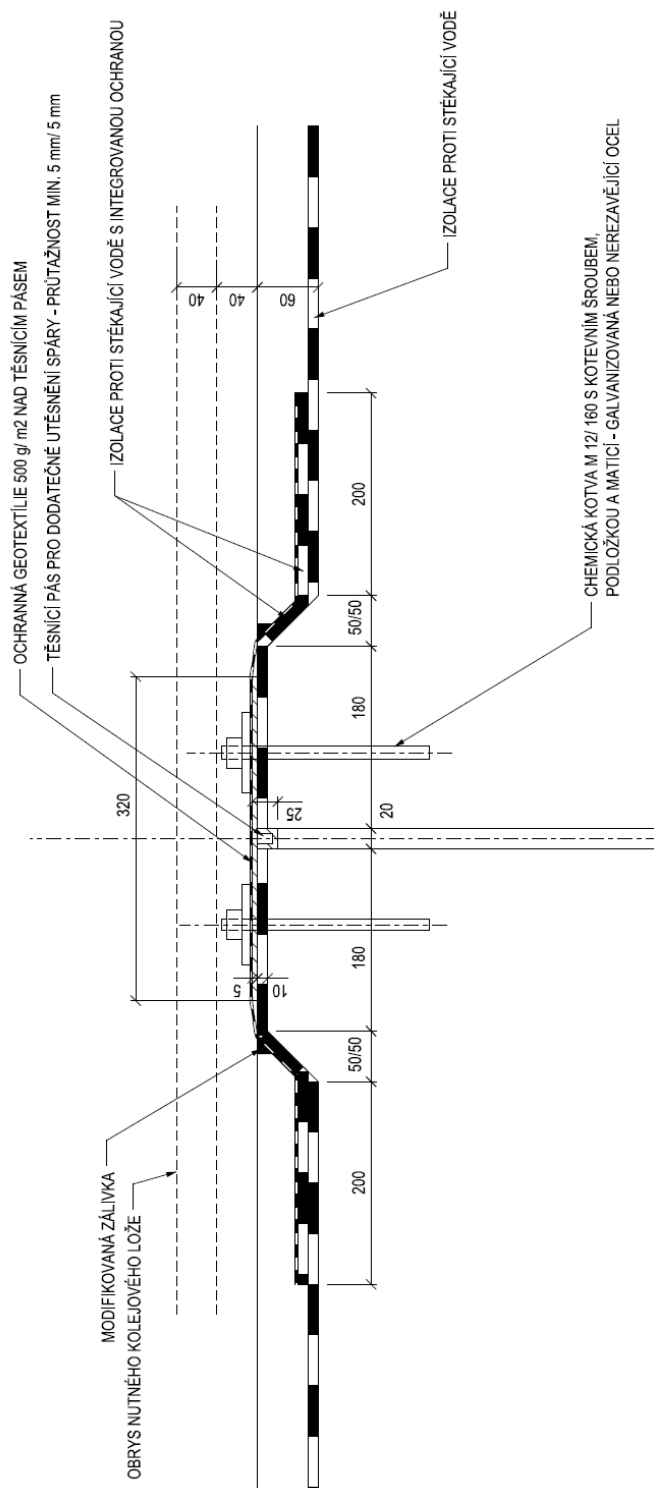 OCHRANNÁ GEOTEXTÍLIE 500 g/ m2 NAD TĚSNÍCÍM PÁSEM
TĚSNÍCÍ PÁS PRO DODATEČNÉ UTĚSNĚNÍ SPÁRY - PRŮTAŽNOST MIN. 5 mm/ 5 mm
IZOLACE PROTI STÉKAJÍCÍ VODĚ S INTEGROVANOU OCHRANOU
MODIFIKOVANÁ ZÁLIVKA
OBRYS NUTNÉHO KOLEJOVÉHO LOŽE
320
40
40
60
5
10
25
200
50/50
180
20
180
50/50
200
IZOLACE PROTI STÉKAJÍCÍ VODĚ
CHEMICKÁ KOTVA M 12/ 160 S KOTEVNÍM ŠROUBEM,
PODLOŽKOU A MATICÍ - GALVANIZOVANÁ NEBO NEREZAVĚJÍCÍ OCEL